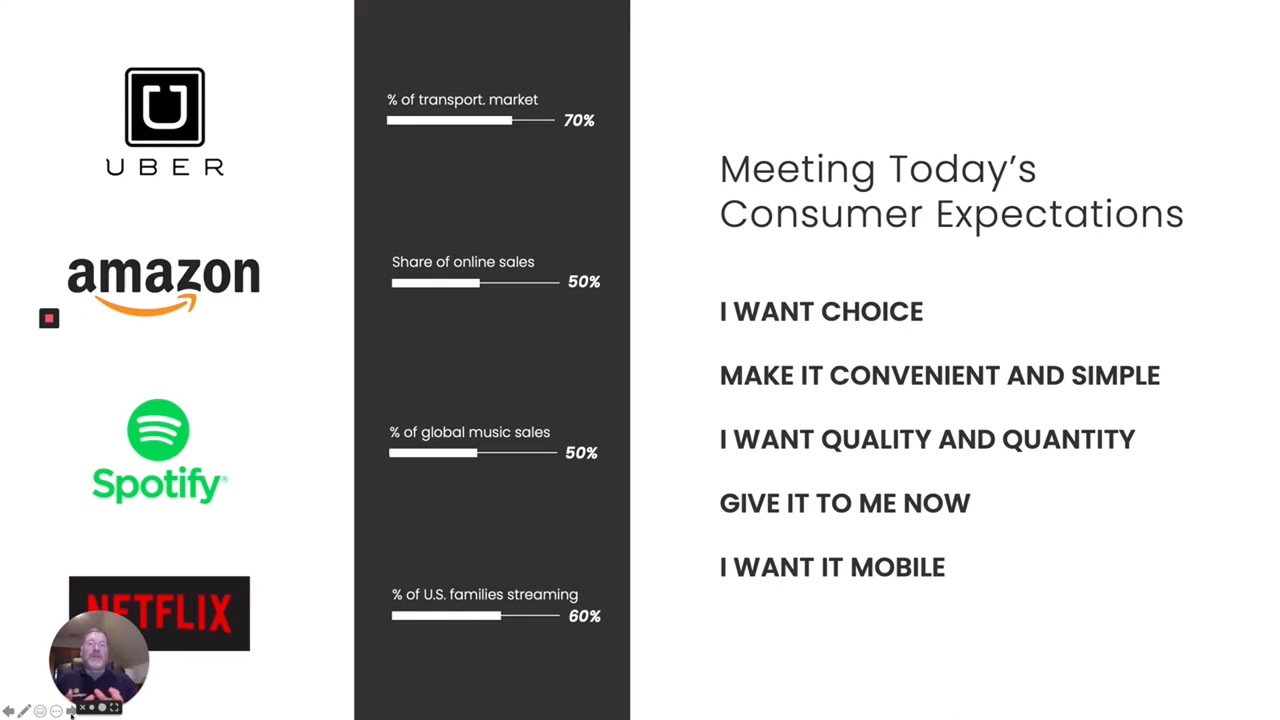 UBER
% of transport. market
70%
amazon
Share of online sales
50%
Spotify®
% of global music sales
50%
NETFLIX
% of U.S. families streaming
60%
Meeting Today’s
Consumer Expectations
I WANT CHOICE
MAKE IT CONVENIENT AND SIMPLE
I WANT QUALITY AND QUANTITY
GIVE IT TO ME NOW
I WANT IT MOBILE